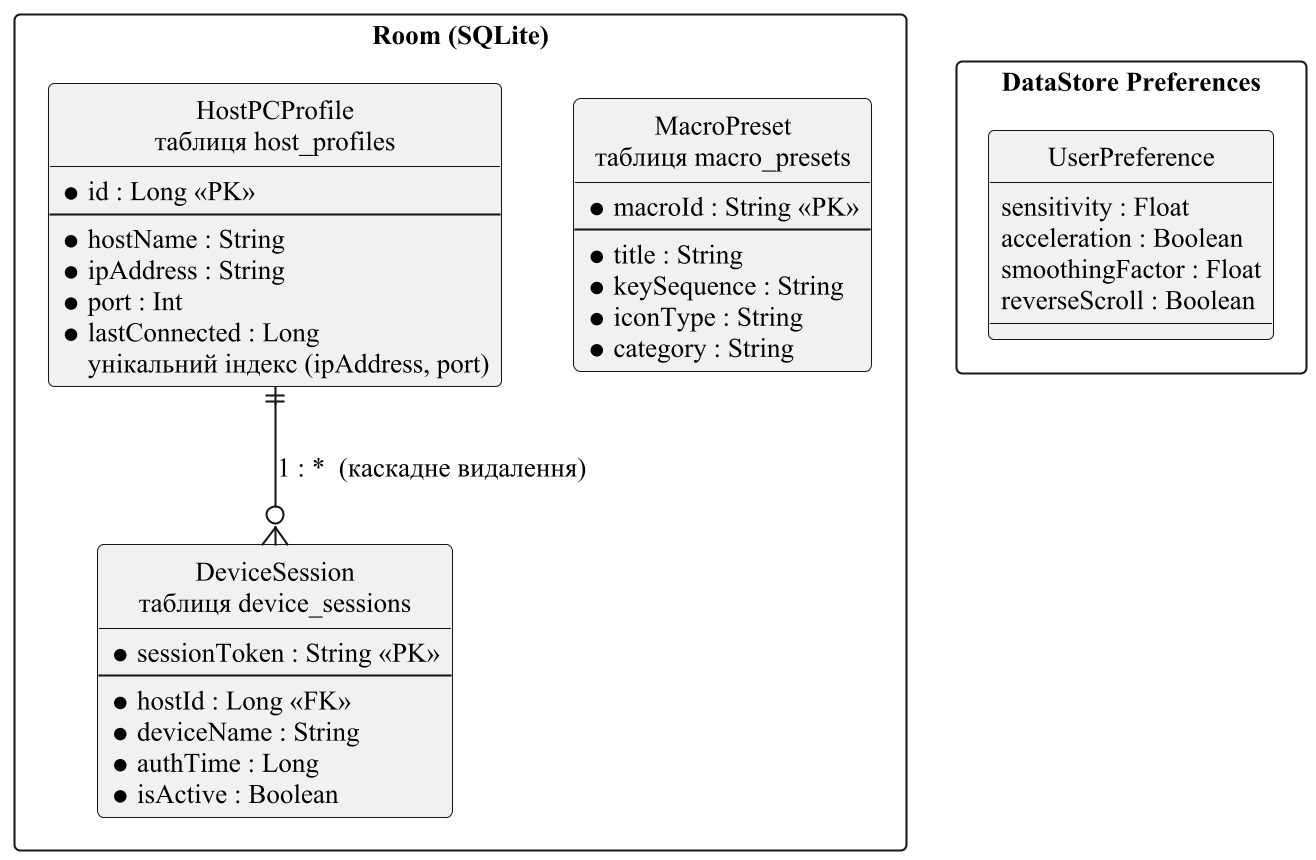 Room (SQLite)
HostPCProfile
таблиця host_profiles
id : Long «PK»
hostName : String
ipAddress : String
port : Int
lastConnected : Long
унікальний індекс (ipAddress, port)
MacroPreset
таблиця macro_presets
macroId : String «PK»
title : String
keySequence : String
iconType : String
category : String
1 : * (каскадне видалення)
DeviceSession
таблиця device_sessions
sessionToken : String «PK»
hostId : Long «FK»
deviceName : String
authTime : Long
isActive : Boolean
DataStore Preferences
UserPreference
sensitivity : Float
acceleration : Boolean
smoothingFactor : Float
reverseScroll : Boolean